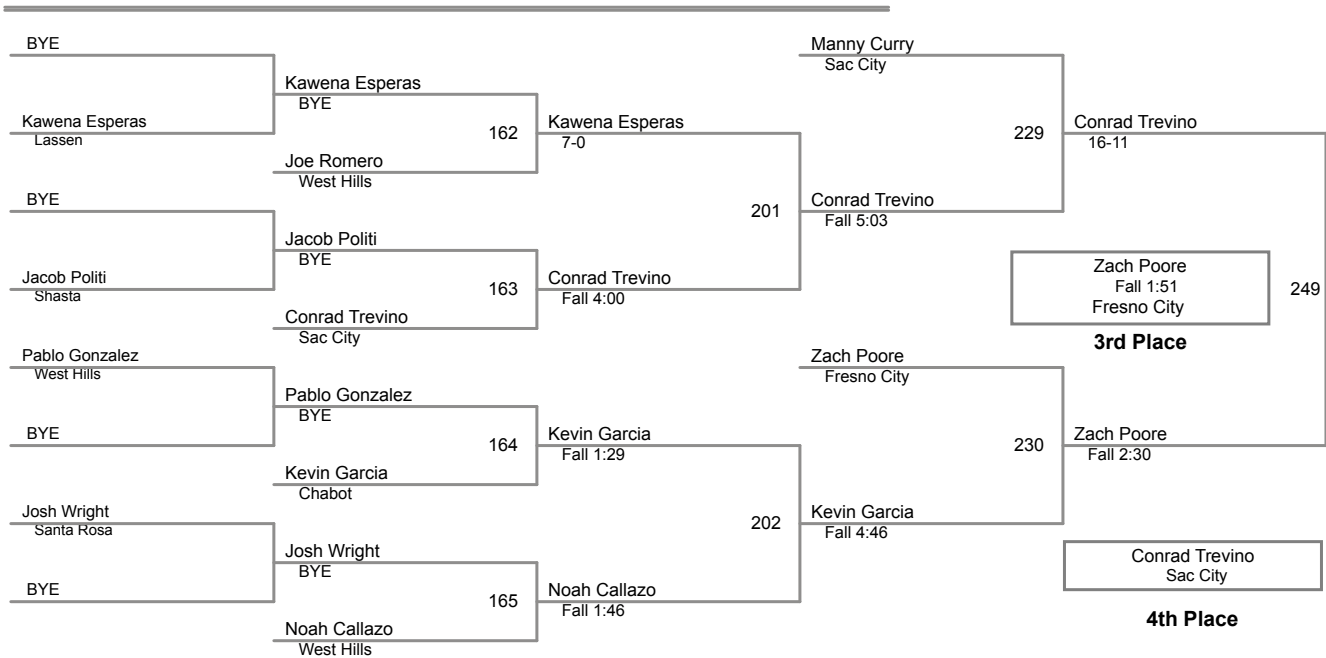 BYE
Kawena Esperas
Lassen
BYE
Jacob Politi
Shasta
Pablo Gonzalez
West Hills
BYE
Josh Wright
Santa Rosa
BYE
Kawena Esperas
BYE
162
Joe Romero
West Hills
Jacob Politi
BYE
163
Conrad Trevino
Sac City
Pablo Gonzalez
BYE
164
Kevin Garcia
Chabot
Josh Wright
BYE
165
Noah Callazo
West Hills
Kawena Esperas
7-0
201
Conrad Trevino
Fall 4:00
Kevin Garcia
Fall 1:29
202
Noah Callazo
Fall 1:46
Manny Curry
Sac City
229
Conrad Trevino
Fall 5:03
Zach Poore
Fresno City
230
Kevin Garcia
Fall 4:46
Conrad Trevino
16-11
Zach Poore
Fall 1:51
Fresno City
249
3rd Place
Zach Poore
Fall 2:30
Conrad Trevino
Sac City
4th Place